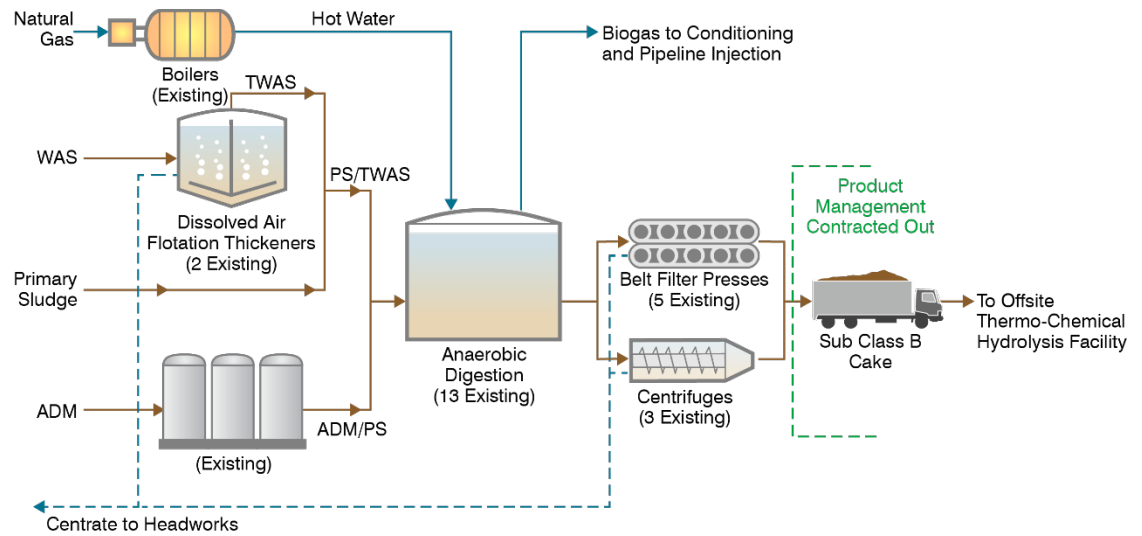 Natural
Gas
Hot Water
Biogas to Conditioning
and Pipeline Injection
Boilers
(Existing)
TWAS
WAS
PS/TWAS
Dissolved Air
Flotation Thickeners
(2 Existing)
Product
Management
Contracted Out
Primary
Sludge
Belt Filter Presses
(5 Existing)
To Offsite
Thermo-Chemical
Hydrolysis Facility
Sub Class B
Cake
Anaerobic
Digestion
(13 Existing)
Centrifuges
(3 Existing)
ADM
ADM/PS
(Existing)
Centrate to Headworks